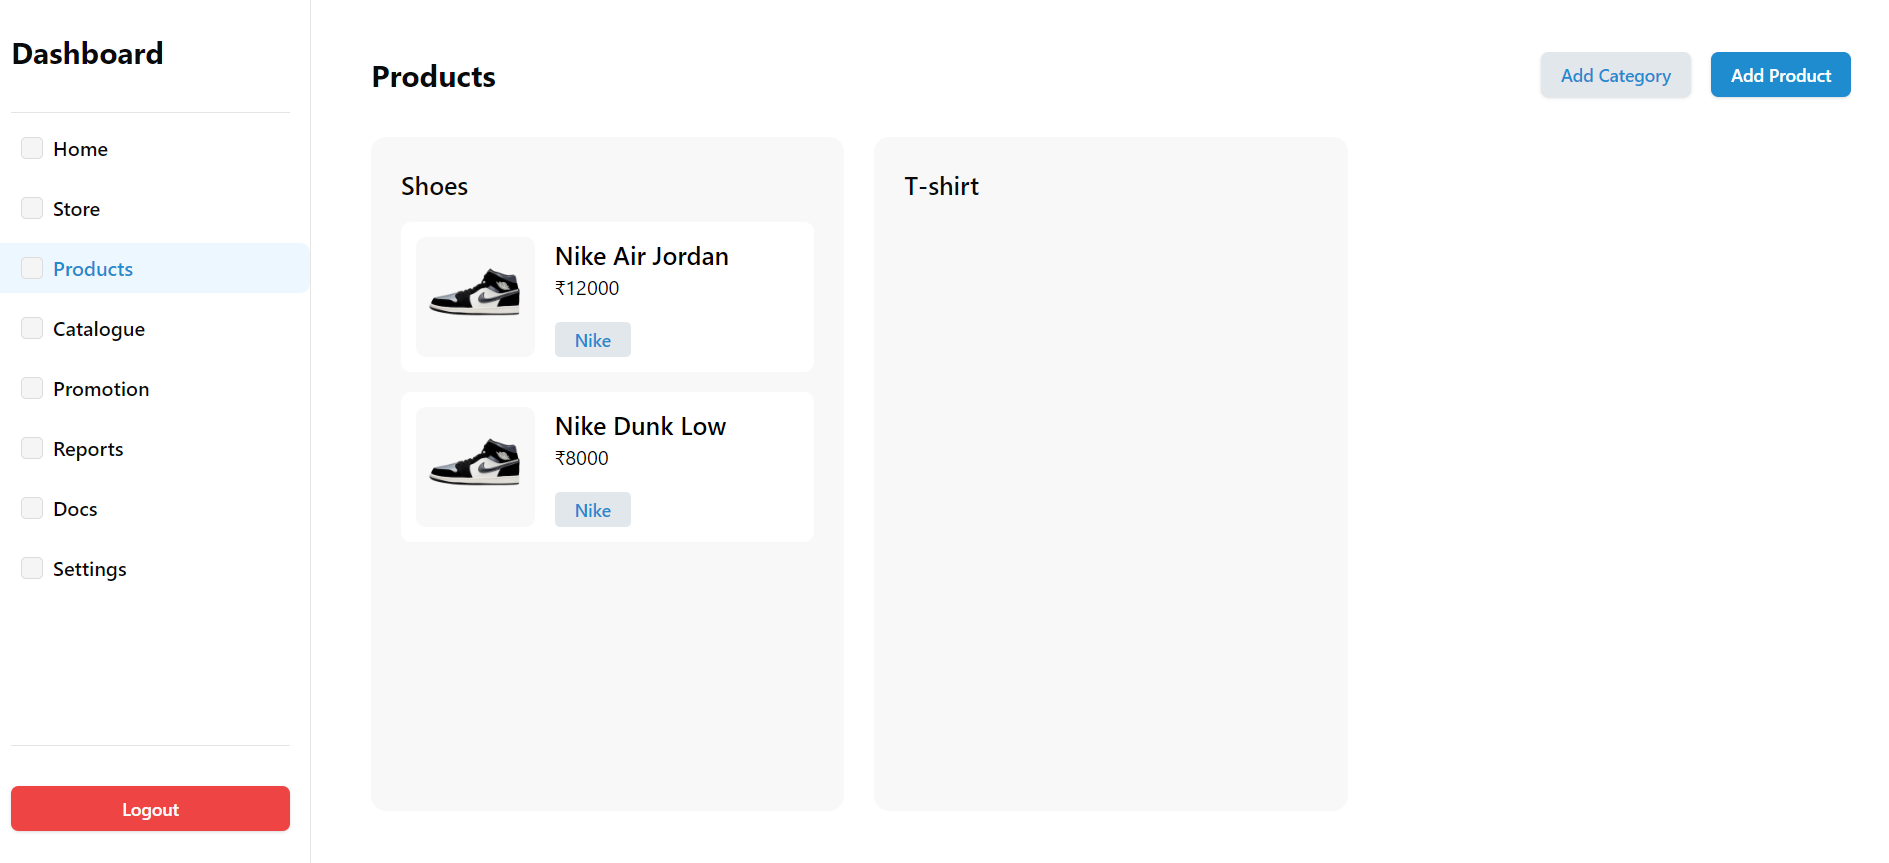 Dashboard
Home
Store
Products
Catalogue
Promotion
Reports
Docs
Settings
Logout
Products
Add Category
Add Product
Shoes
Nike Air Jordan
₹12000
Nike
Nike Dunk Low
₹8000
Nike
T-shirt